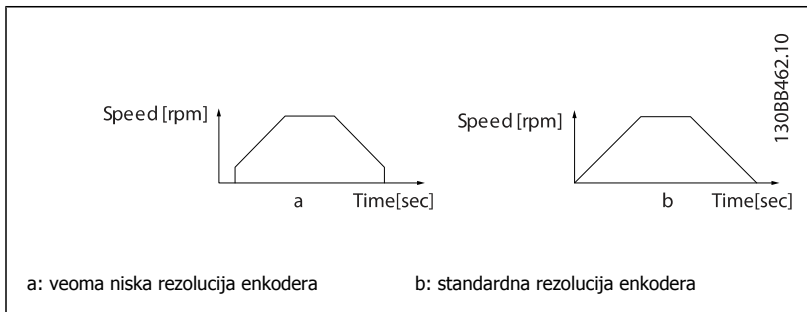 130BB462.10
Speed [rpm]
a
Time[sec]
Speed [rpm]
b
Time[sec]
a: veoma niska rezolucija enkodera
b: standardna rezolucija enkodera